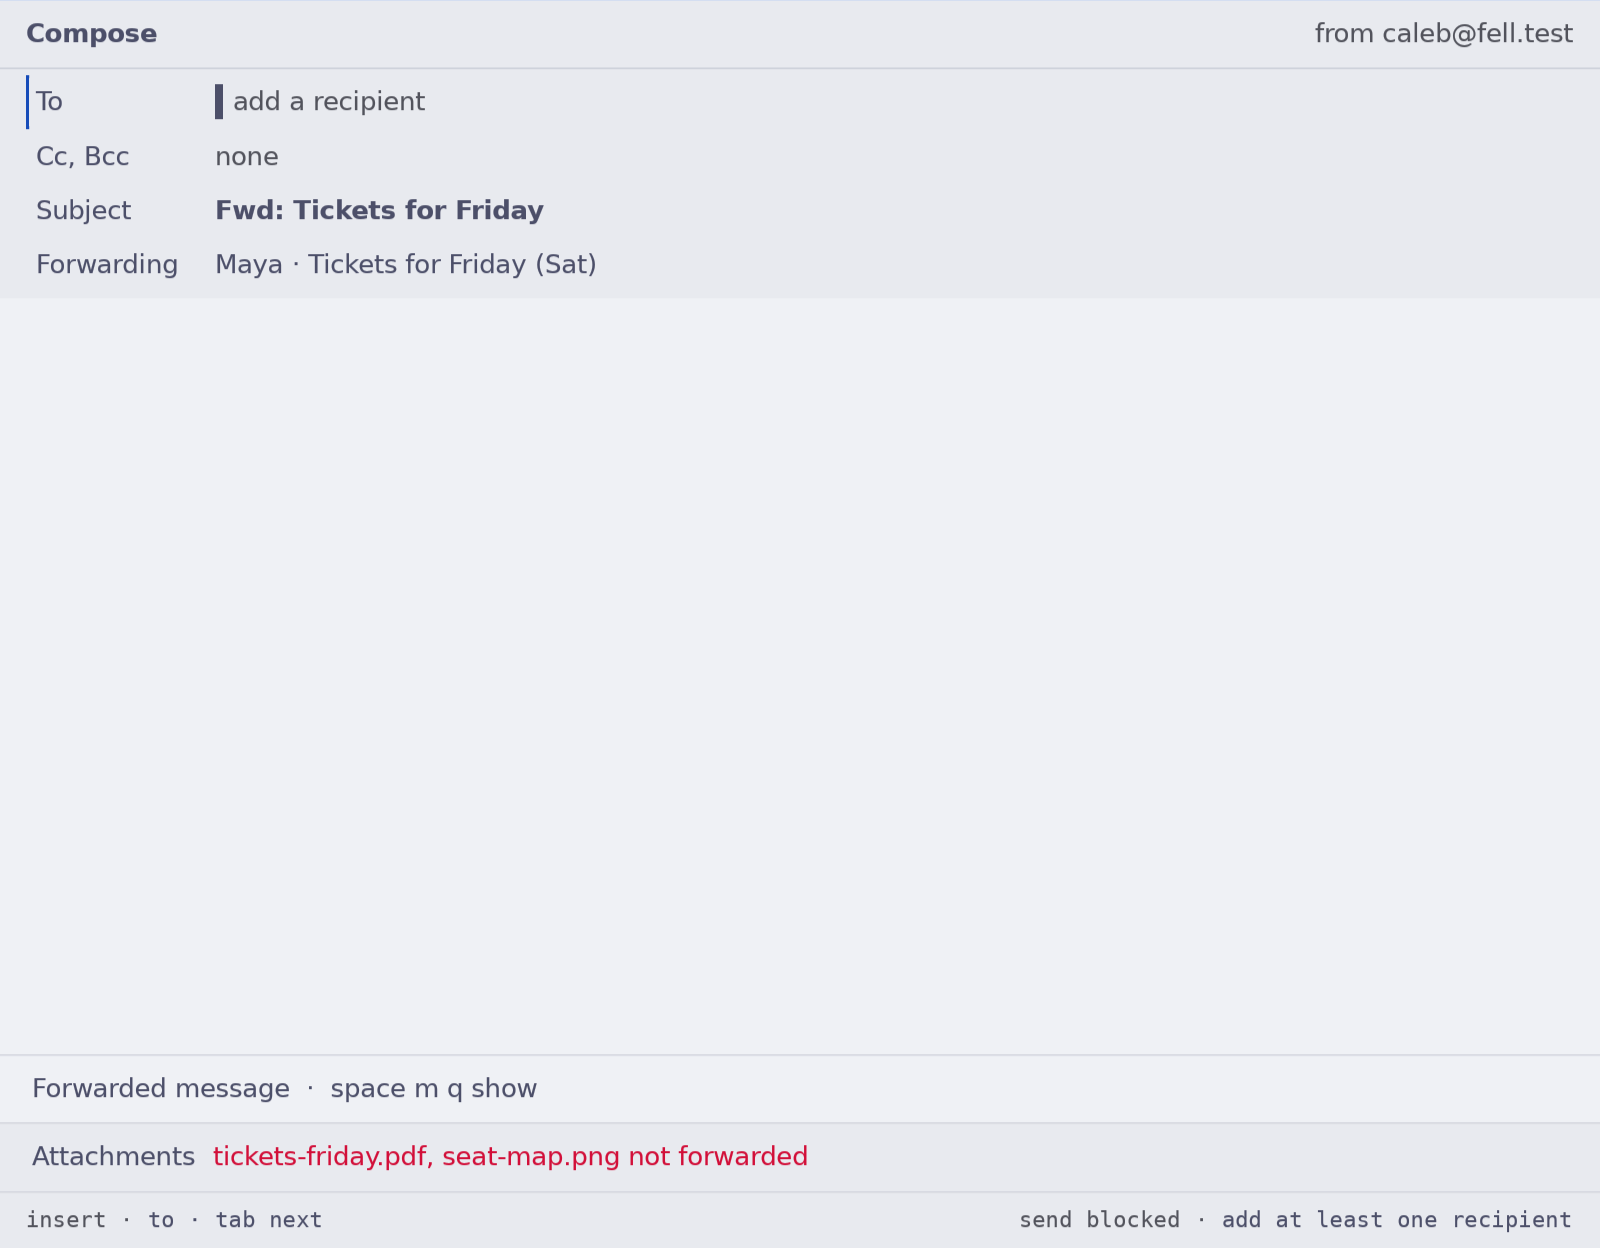 Compose from caleb@fell.test
To add a recipient
Cc, Bcc none
Subject Fwd: Tickets for Friday
Forwarding Maya · Tickets for Friday (Sat)
Forwarded message · space m q show
Attachments tickets-friday.pdf, seat-map.png not forwarded
insert · to · tab next send blocked · add at least one recipient